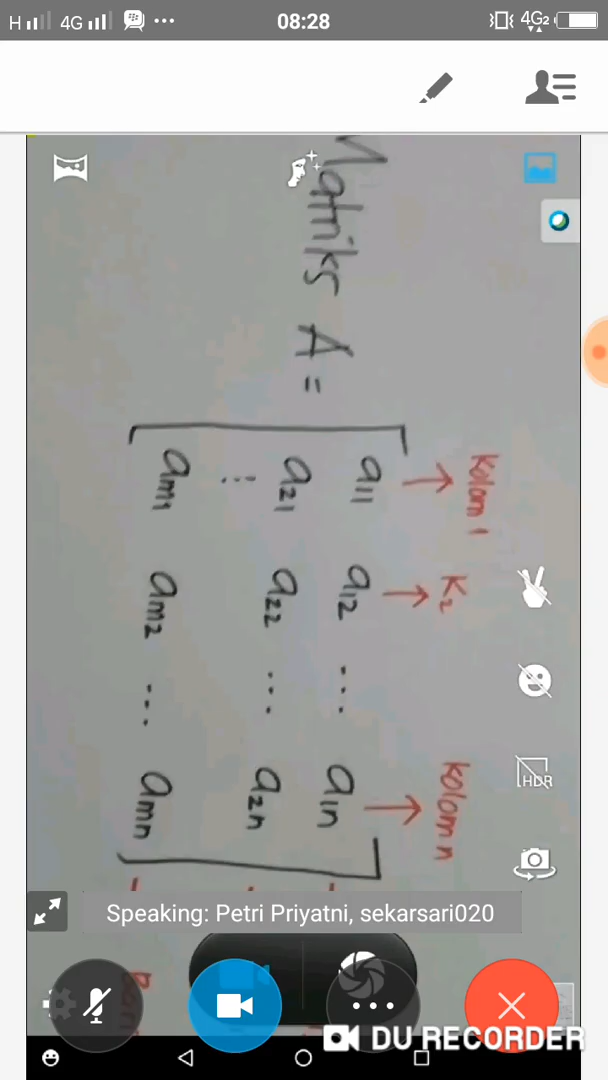 H 4G 08:28 4G2
Matriks A =
Kolom 1 K2 Kolom n
a11 a12 ... a1n
a21 a22 ... a2n
⋮
am1 am2 ... amn
HDR
Speaking: Petri Priyatni, sekarsari020
DU RECORDER